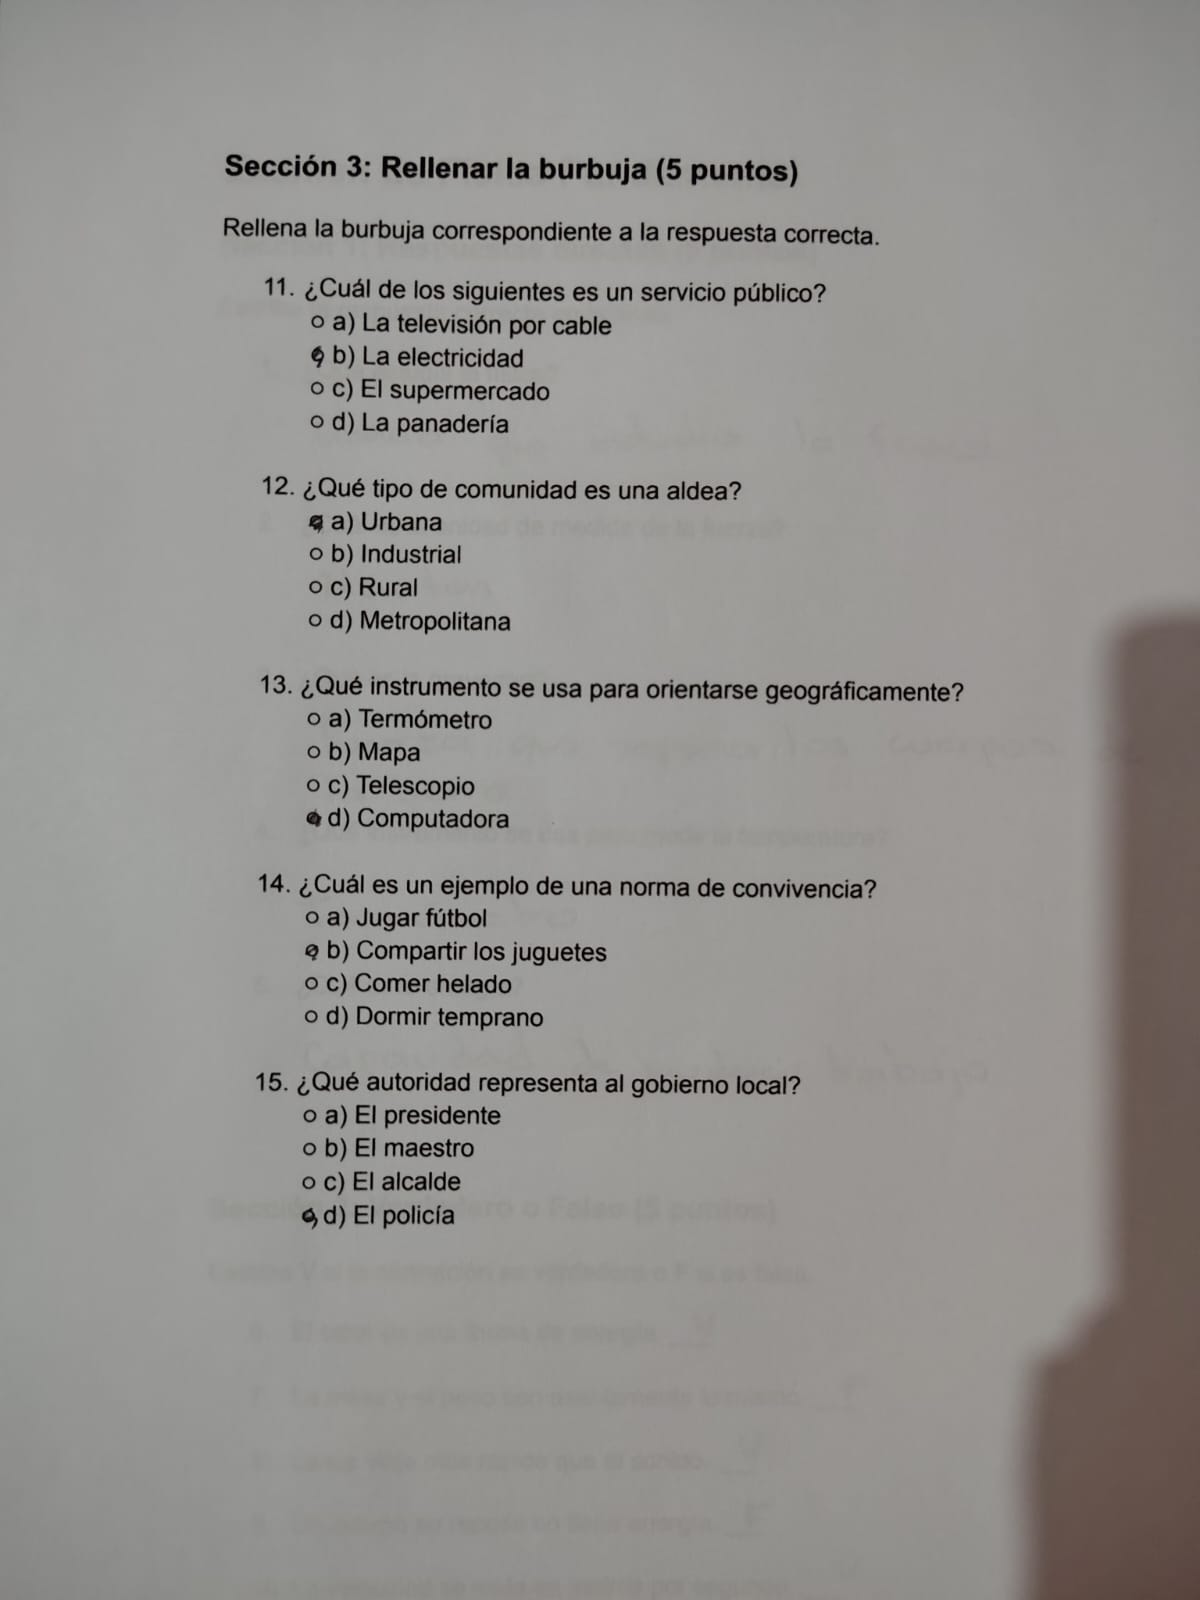 Sección 3: Rellenar la burbuja (5 puntos)
Rellena la burbuja correspondiente a la respuesta correcta.
11. ¿Cuál de los siguientes es un servicio público?
a) La televisión por cable
b) La electricidad
c) El supermercado
d) La panadería
12. ¿Qué tipo de comunidad es una aldea?
a) Urbana
b) Industrial
c) Rural
d) Metropolitana
13. ¿Qué instrumento se usa para orientarse geográficamente?
a) Termómetro
b) Mapa
c) Telescopio
d) Computadora
14. ¿Cuál es un ejemplo de una norma de convivencia?
a) Jugar fútbol
b) Compartir los juguetes
c) Comer helado
d) Dormir temprano
15. ¿Qué autoridad representa al gobierno local?
a) El presidente
b) El maestro
c) El alcalde
d) El policía